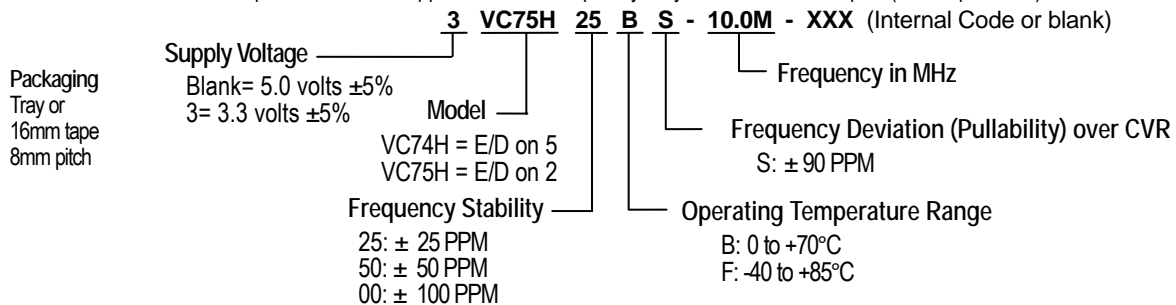 3 VC75H 25 B S - 10.0M - XXX (Internal Code or blank)
Supply Voltage
Blank= 5.0 volts ±5%
3= 3.3 volts ±5%
Packaging
Tray or
16mm tape
8mm pitch
Model
VC74H = E/D on 5
VC75H = E/D on 2
Frequency in MHz
Frequency Deviation (Pullability) over CVR
S: ± 90 PPM
Frequency Stability
25: ± 25 PPM
50: ± 50 PPM
00: ± 100 PPM
Operating Temperature Range
B: 0 to +70°C
F: -40 to +85°C